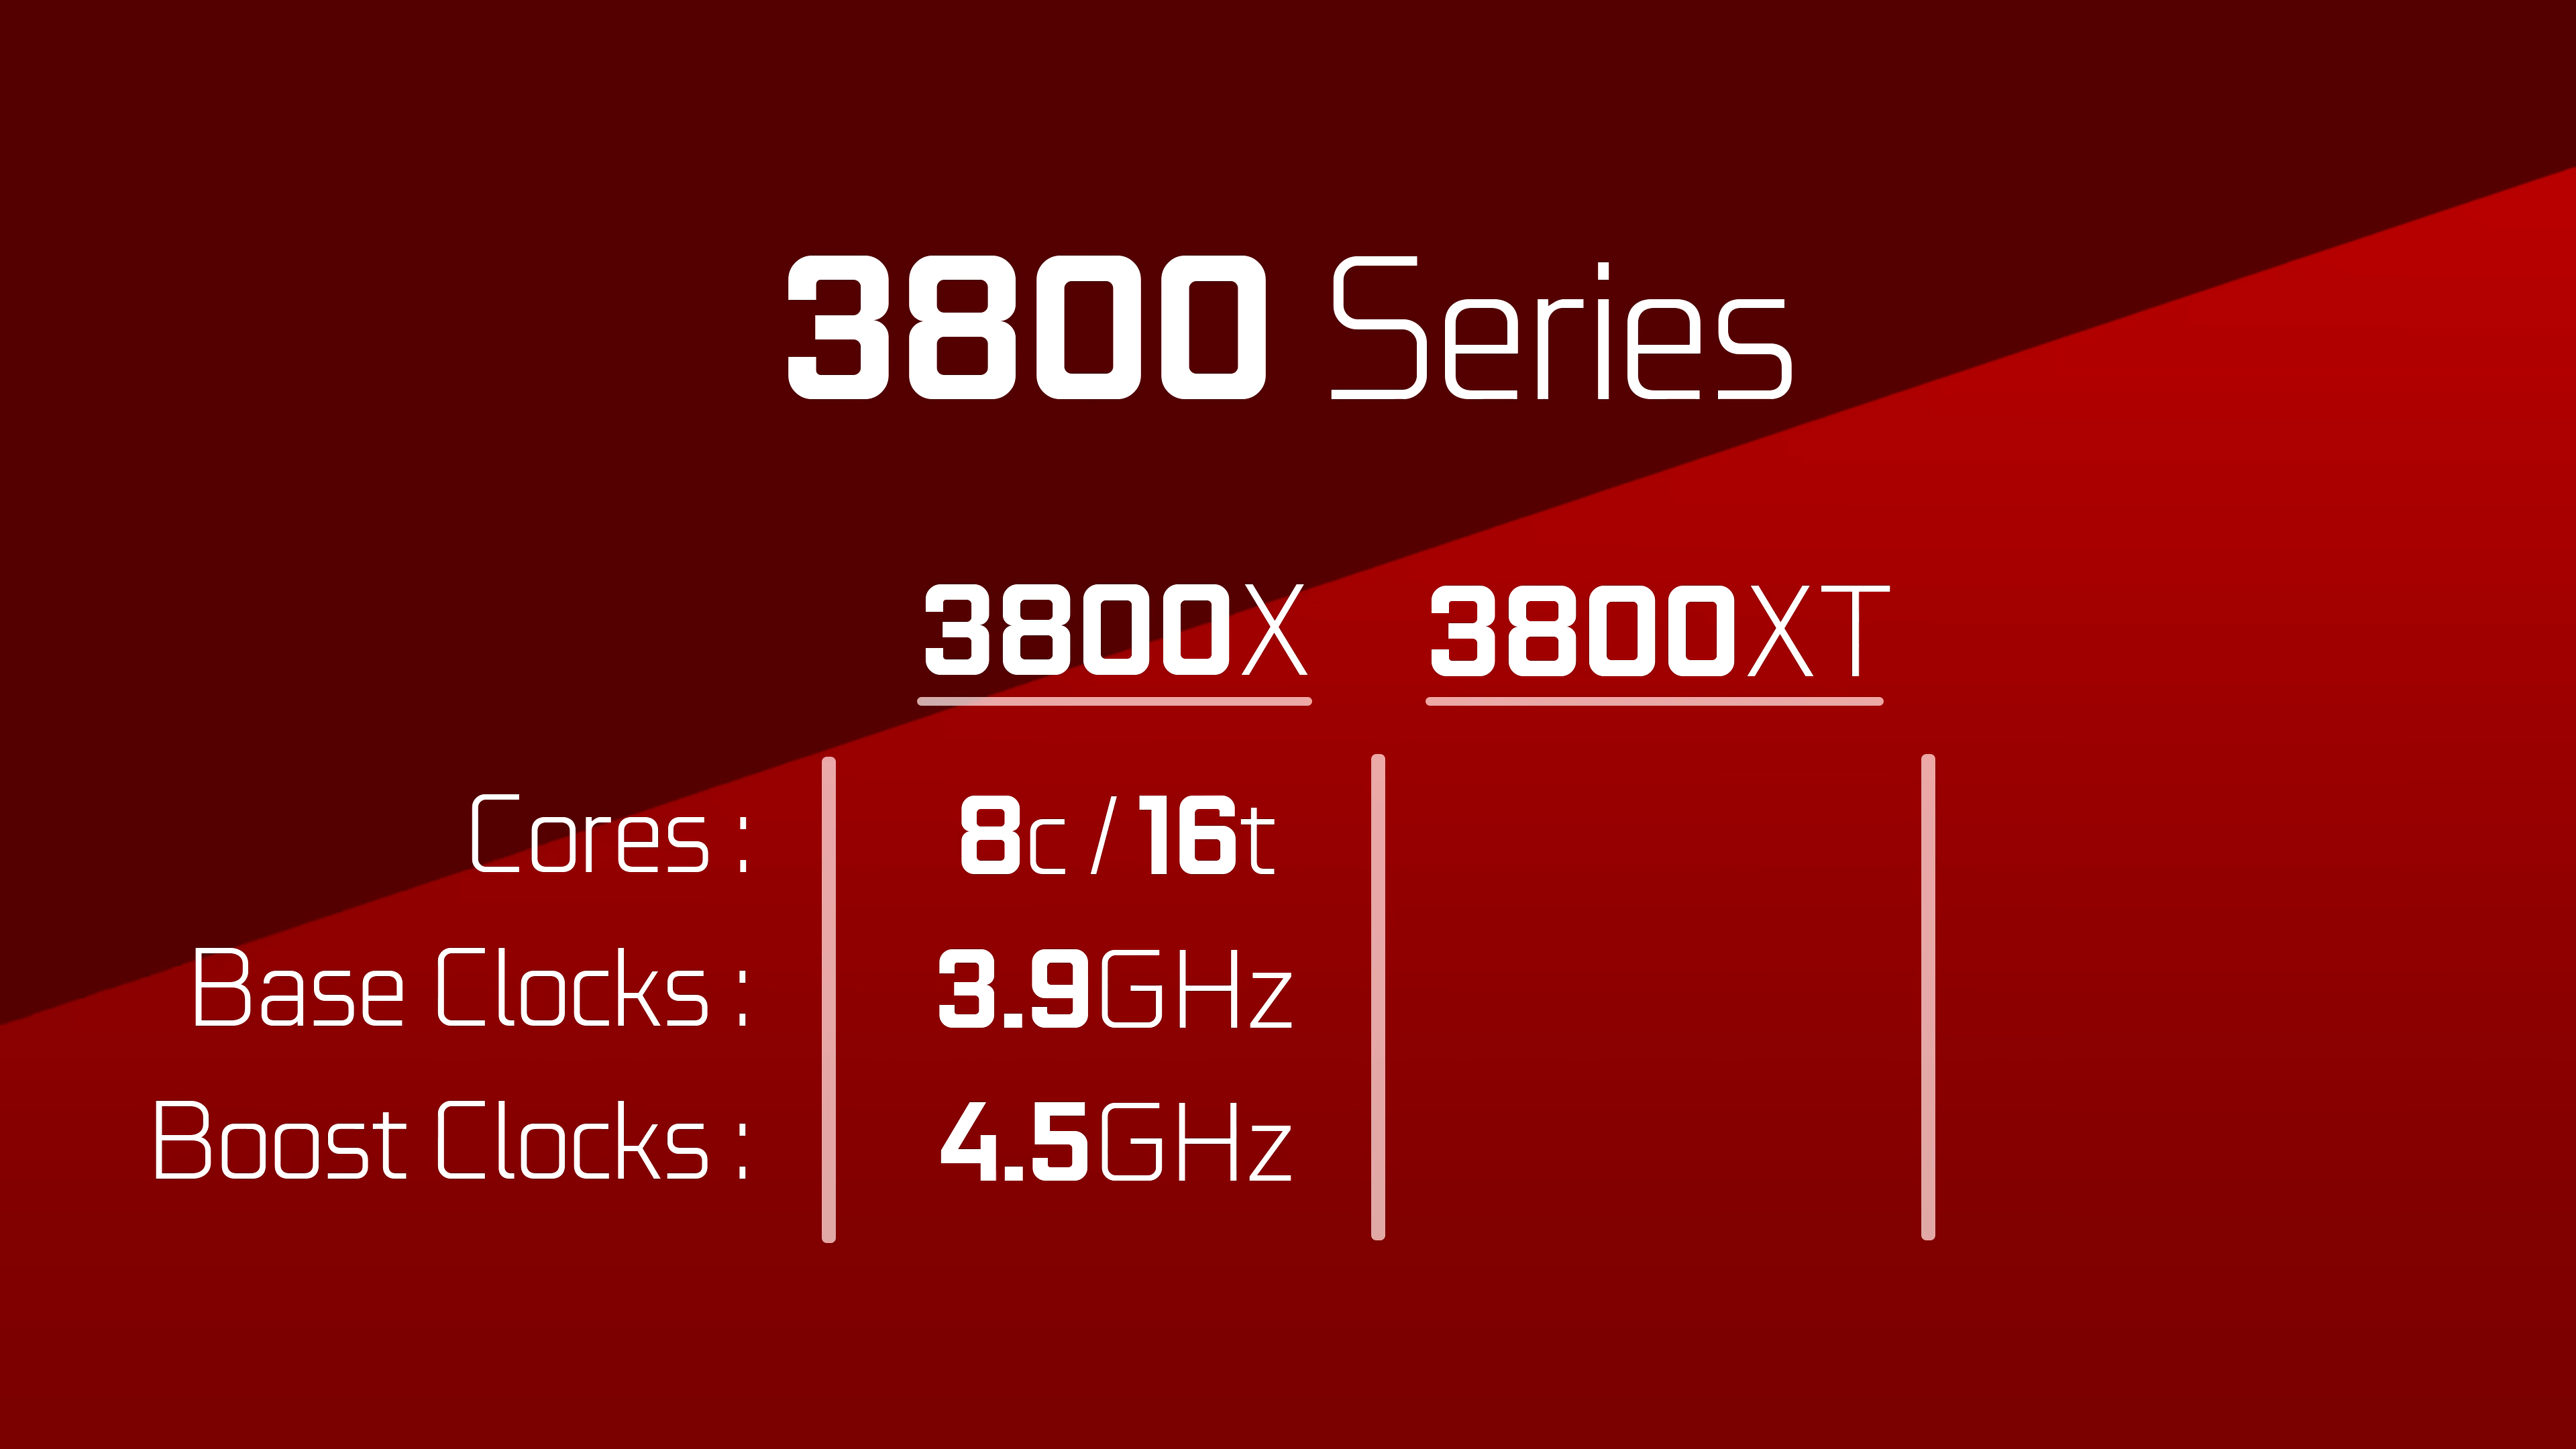 3800 Series
3800X 3800XT
Cores : 8c / 16t
Base Clocks : 3.9GHz
Boost Clocks : 4.5GHz